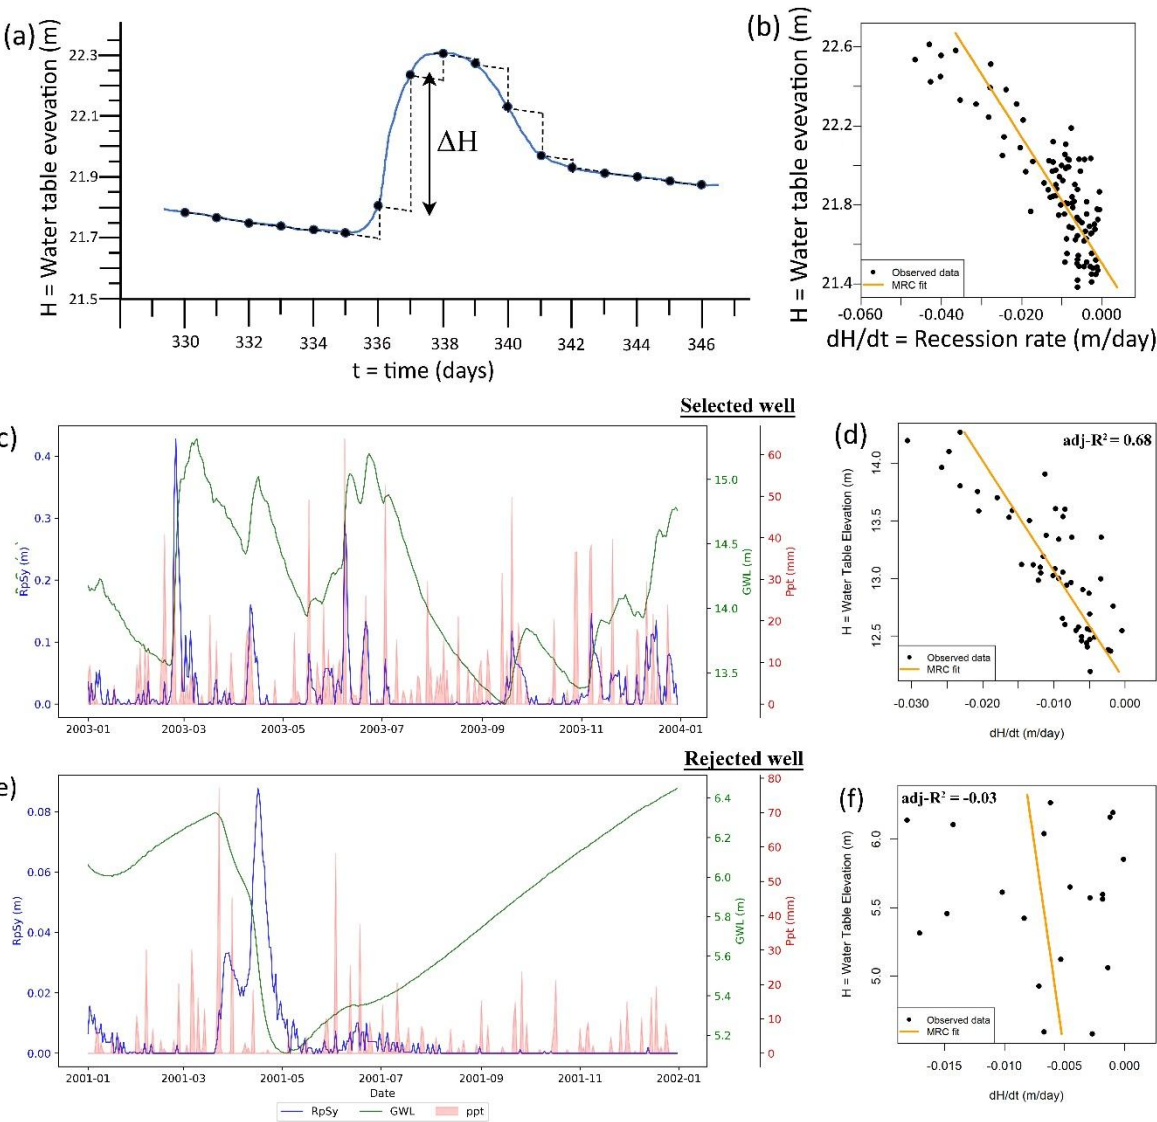 (a)
H = Water table evevation (m)
22.3
22.1
21.9
21.7
21.5
ΔH
330 332 334 336 338 340 342 344 346
t = time (days)
(b)
H = Water table evevation (m)
22.6
22.2
21.8
21.4
Observed data
MRC fit
-0.060 -0.040 -0.020 0.000
dH/dt = Recession rate (m/day)
Selected well
c)
RpSy (m)
0.4
0.3
0.2
0.1
0.0
GWL (m)
15.0
14.5
14.0
13.5
Ppt (mm)
60
50
40
30
20
10
0
2003-01 2003-03 2003-05 2003-07 2003-09 2003-11 2004-01
(d)
adj-R² = 0.68
H = Water Table Elevation (m)
14.0
13.5
13.0
12.5
Observed data
MRC fit
-0.030 -0.020 -0.010 0.000
dH/dt (m/day)
Rejected well
e)
RpSy (m)
0.08
0.06
0.04
0.02
0.00
GWL (m)
6.4
6.2
6.0
5.8
5.6
5.4
5.2
Ppt (mm)
80
70
60
50
40
30
20
10
0
2001-01 2001-03 2001-05 2001-07 2001-09 2001-11 2002-01
Date
RpSy GWL ppt
(f)
adj-R² = -0.03
H = Water Table Elevation (m)
6.0
5.5
5.0
Observed data
MRC fit
-0.015 -0.010 -0.005 0.000
dH/dt (m/day)